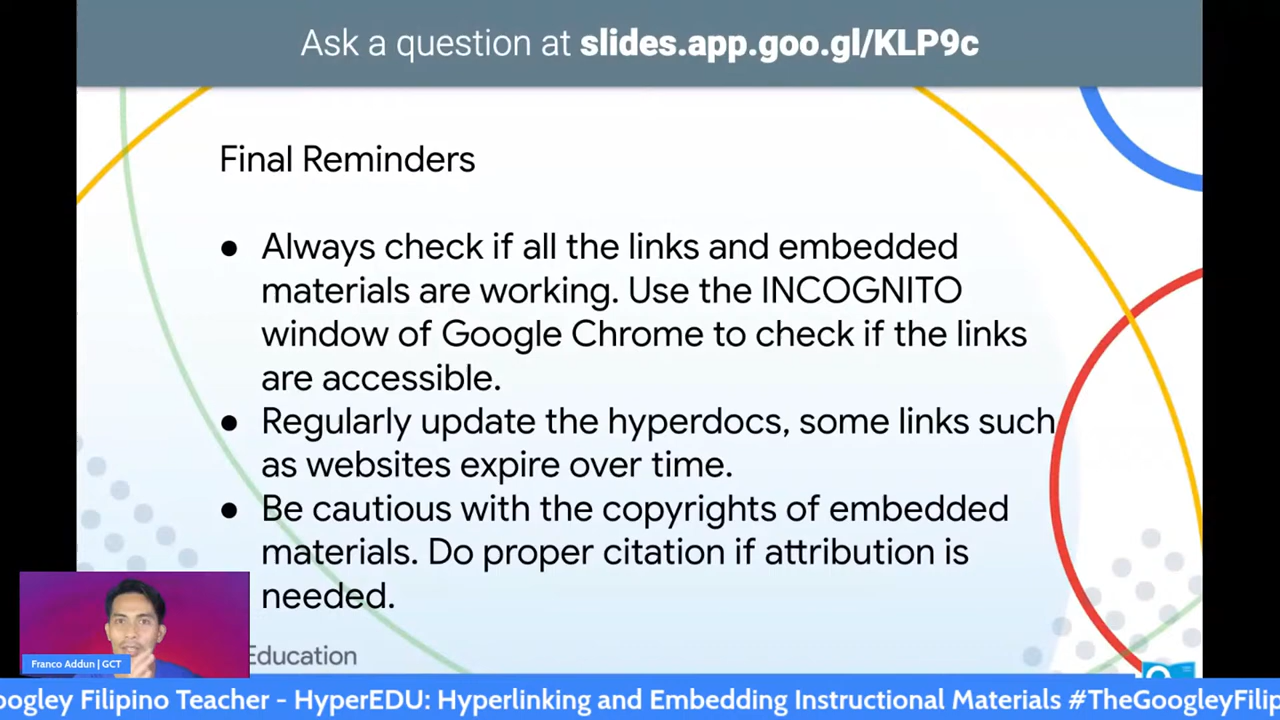 Ask a question at slides.app.goo.gl/KLP9c
Final Reminders
● Always check if all the links and embedded
materials are working. Use the INCOGNITO
window of Google Chrome to check if the links
are accessible.
● Regularly update the hyperdocs, some links such
as websites expire over time.
● Be cautious with the copyrights of embedded
materials. Do proper citation if attribution is
needed.
Education
Franco Addun | GCT
oogley Filipino Teacher - HyperEDU: Hyperlinking and Embedding Instructional Materials #TheGoogleyFilip